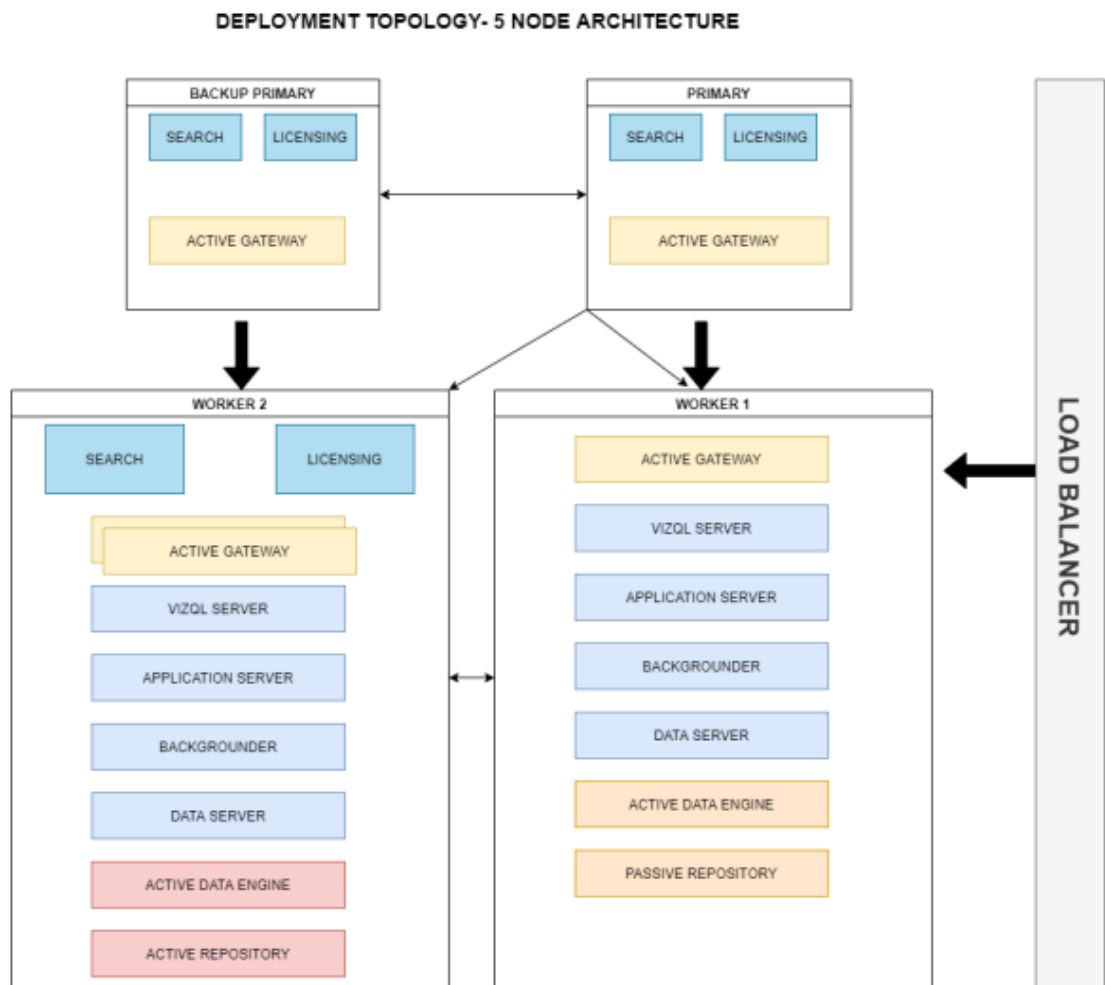 DEPLOYMENT TOPOLOGY- 5 NODE ARCHITECTURE
BACKUP PRIMARY
SEARCH
LICENSING
ACTIVE GATEWAY
PRIMARY
SEARCH
LICENSING
ACTIVE GATEWAY
WORKER 2
SEARCH
LICENSING
ACTIVE GATEWAY
VIZQL SERVER
APPLICATION SERVER
BACKGROUNDER
DATA SERVER
ACTIVE DATA ENGINE
ACTIVE REPOSITORY
WORKER 1
ACTIVE GATEWAY
VIZQL SERVER
APPLICATION SERVER
BACKGROUNDER
DATA SERVER
ACTIVE DATA ENGINE
PASSIVE REPOSITORY
LOAD BALANCER